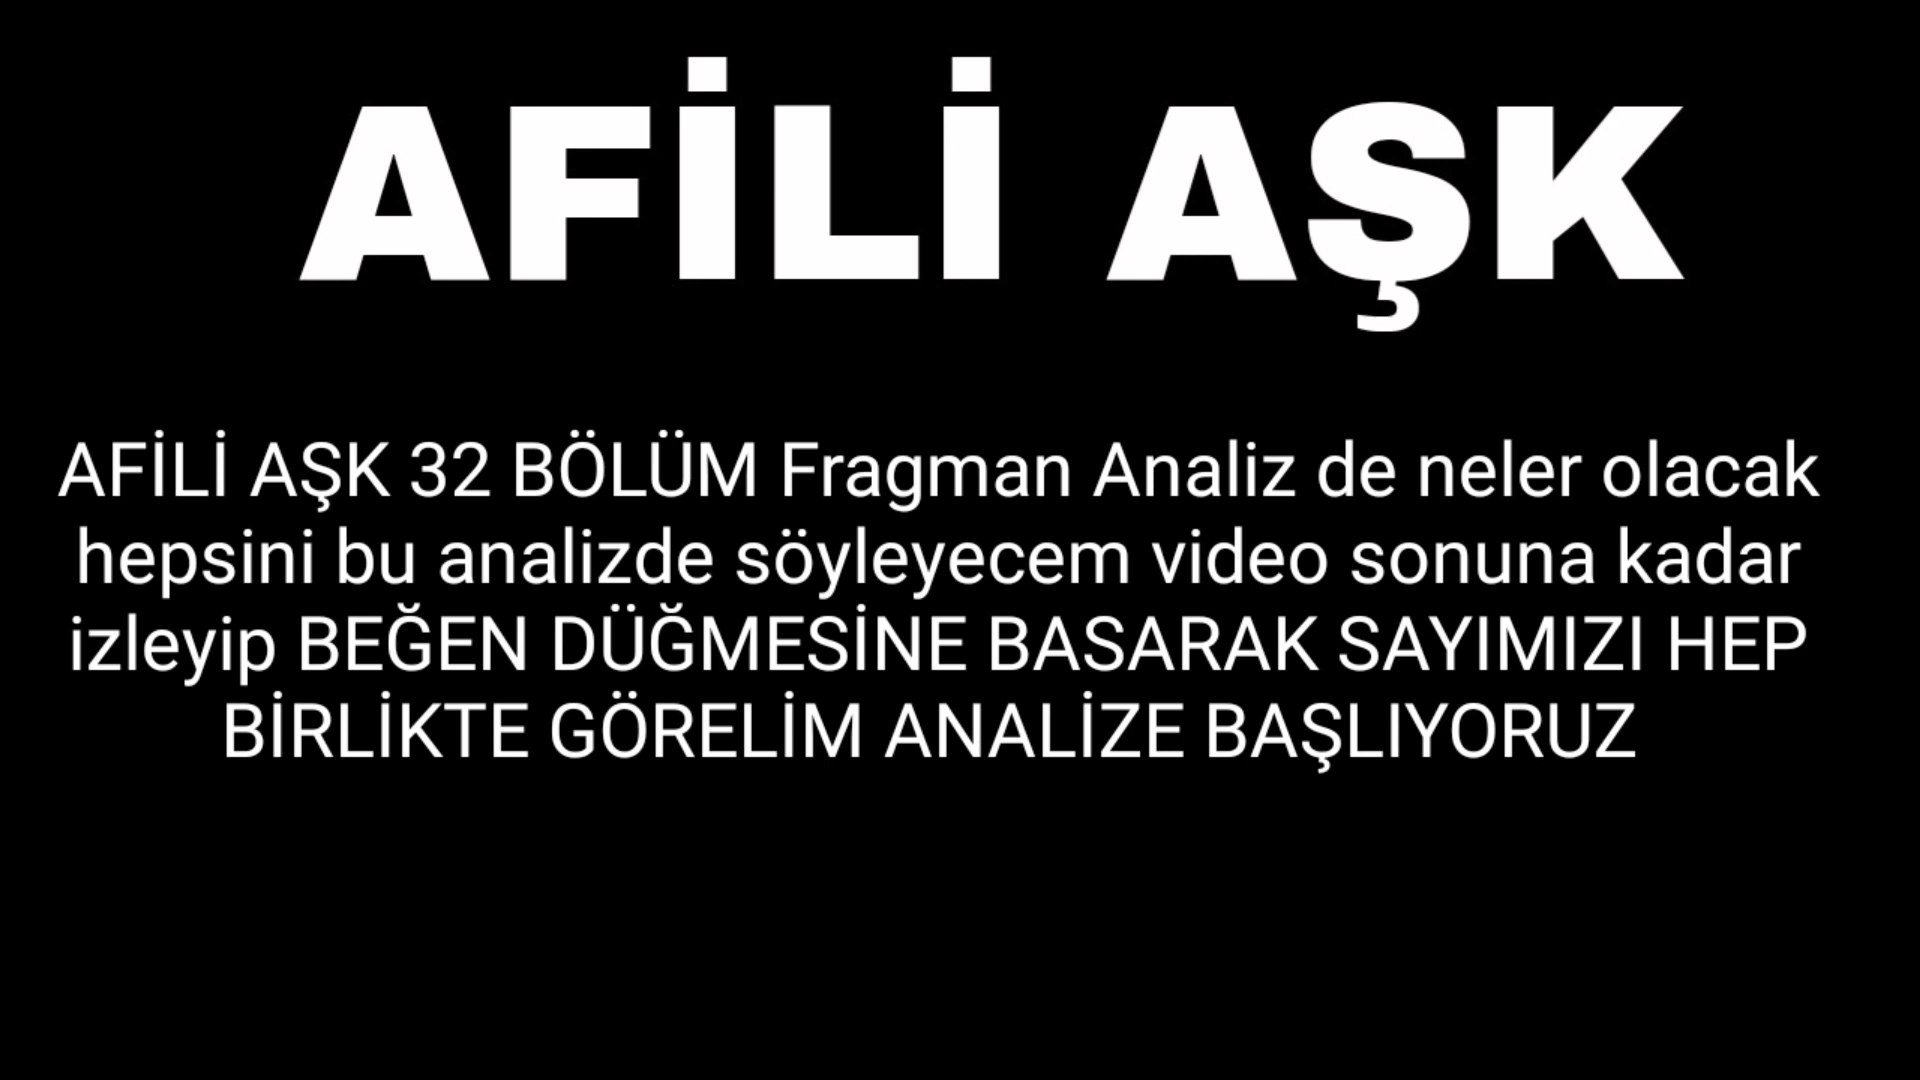 AFİLİ AŞK
AFİLİ AŞK 32 BÖLÜM Fragman Analiz de neler olacak
hepsini bu analizde söyleyecem video sonuna kadar
izleyip BEĞEN DÜĞMESİNE BASARAK SAYIMIZI HEP
BİRLİKTE GÖRELİM ANALİZE BAŞLIYORUZ